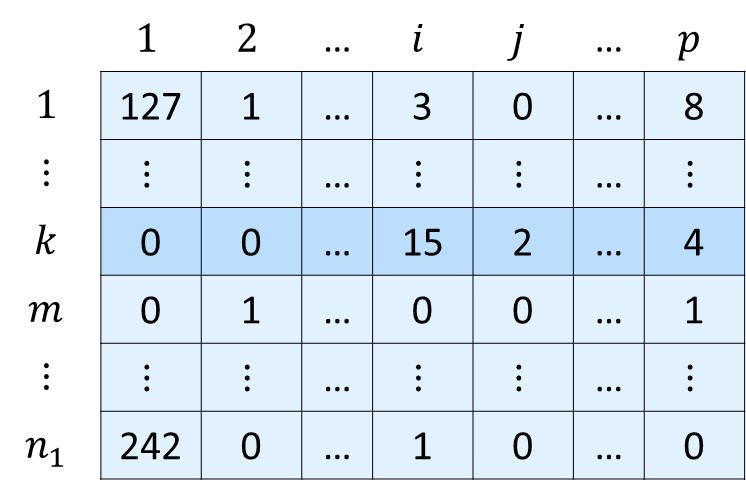 1 2 ... i j ... p
1 127 1 ... 3 0 ... 8
⋮ ⋮ ⋮ ... ⋮ ⋮ ... ⋮
k 0 0 ... 15 2 ... 4
m 0 1 ... 0 0 ... 1
⋮ ⋮ ⋮ ... ⋮ ⋮ ... ⋮
n₁ 242 0 ... 1 0 ... 0